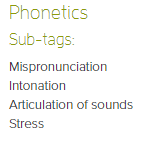 Phonetics
Sub-tags:
Mispronunciation
Intonation
Articulation of sounds
Stress